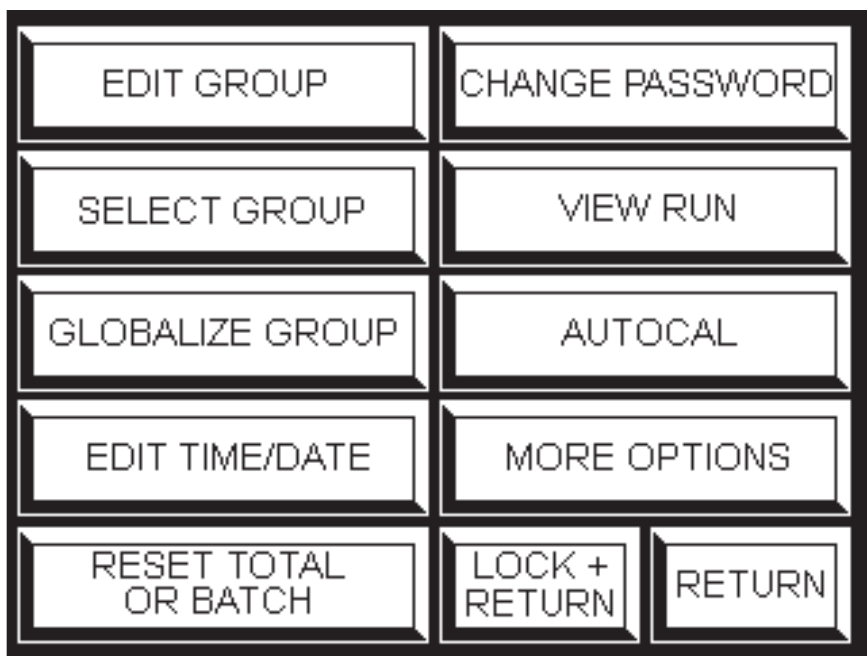 EDIT GROUP
CHANGE PASSWORD
SELECT GROUP
VIEW RUN
GLOBALIZE GROUP
AUTOCAL
EDIT TIME/DATE
MORE OPTIONS
RESET TOTAL
OR BATCH
LOCK +
RETURN
RETURN